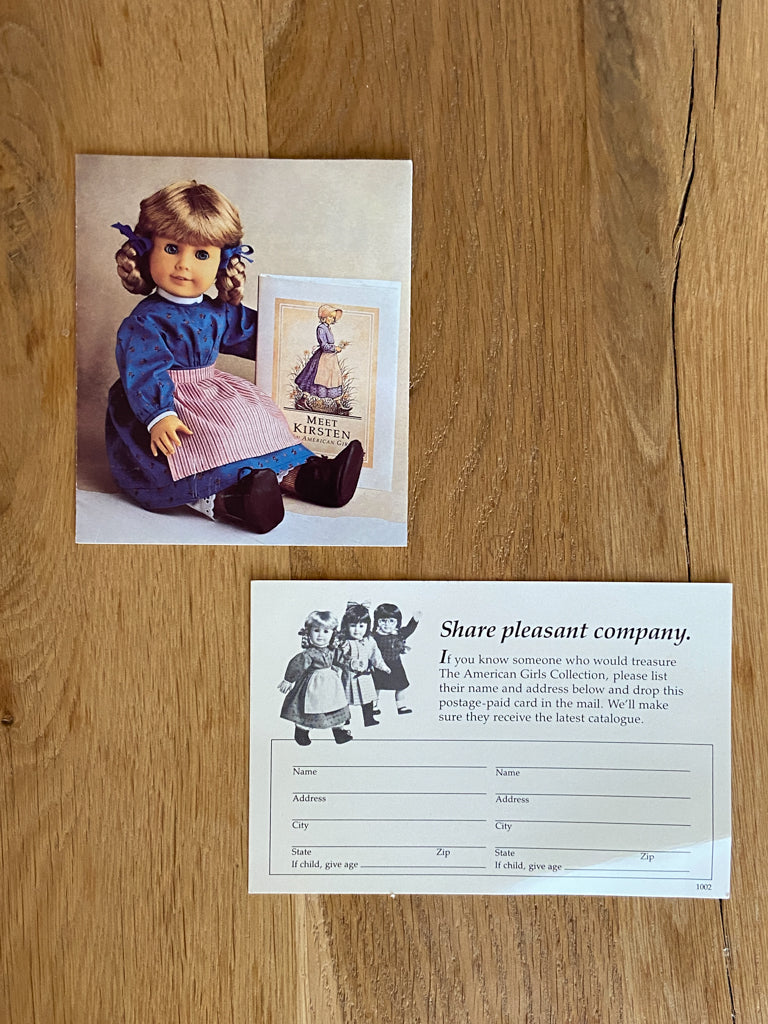 MEET
KIRSTEN
AN AMERICAN GIRL
Share pleasant company.
If you know someone who would treasure
The American Girls Collection, please list
their name and address below and drop this
postage-paid card in the mail. We'll make
sure they receive the latest catalogue.
Name
Address
City
State Zip
If child, give age
Name
Address
City
State Zip
If child, give age
1002